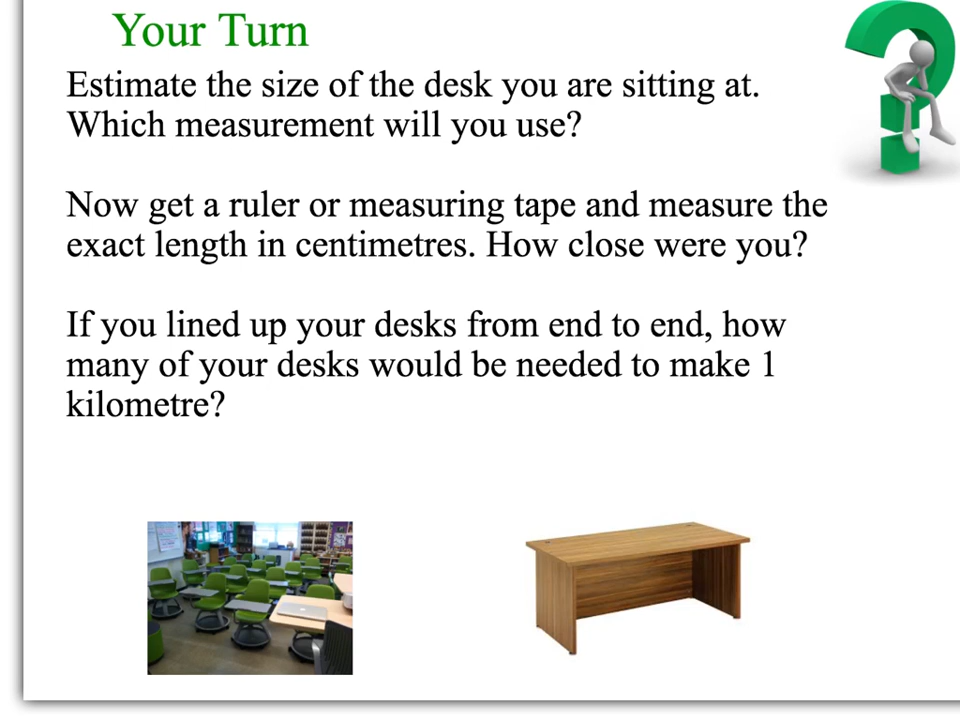 Your Turn
Estimate the size of the desk you are sitting at.
Which measurement will you use?
Now get a ruler or measuring tape and measure the
exact length in centimetres. How close were you?
If you lined up your desks from end to end, how
many of your desks would be needed to make 1
kilometre?